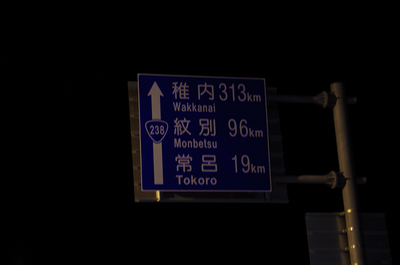 稚内 313km
Wakkanai
238
紋別 96km
Monbetsu
常呂 19km
Tokoro